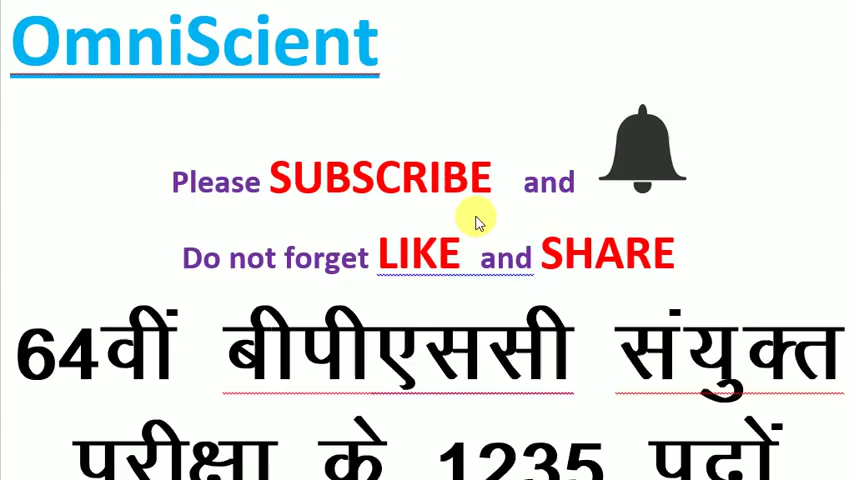 OmniScient
Please SUBSCRIBE and
Do not forget LIKE and SHARE
64वीं बीपीएससी संयुक्त
परीक्षा के 1235 पदों